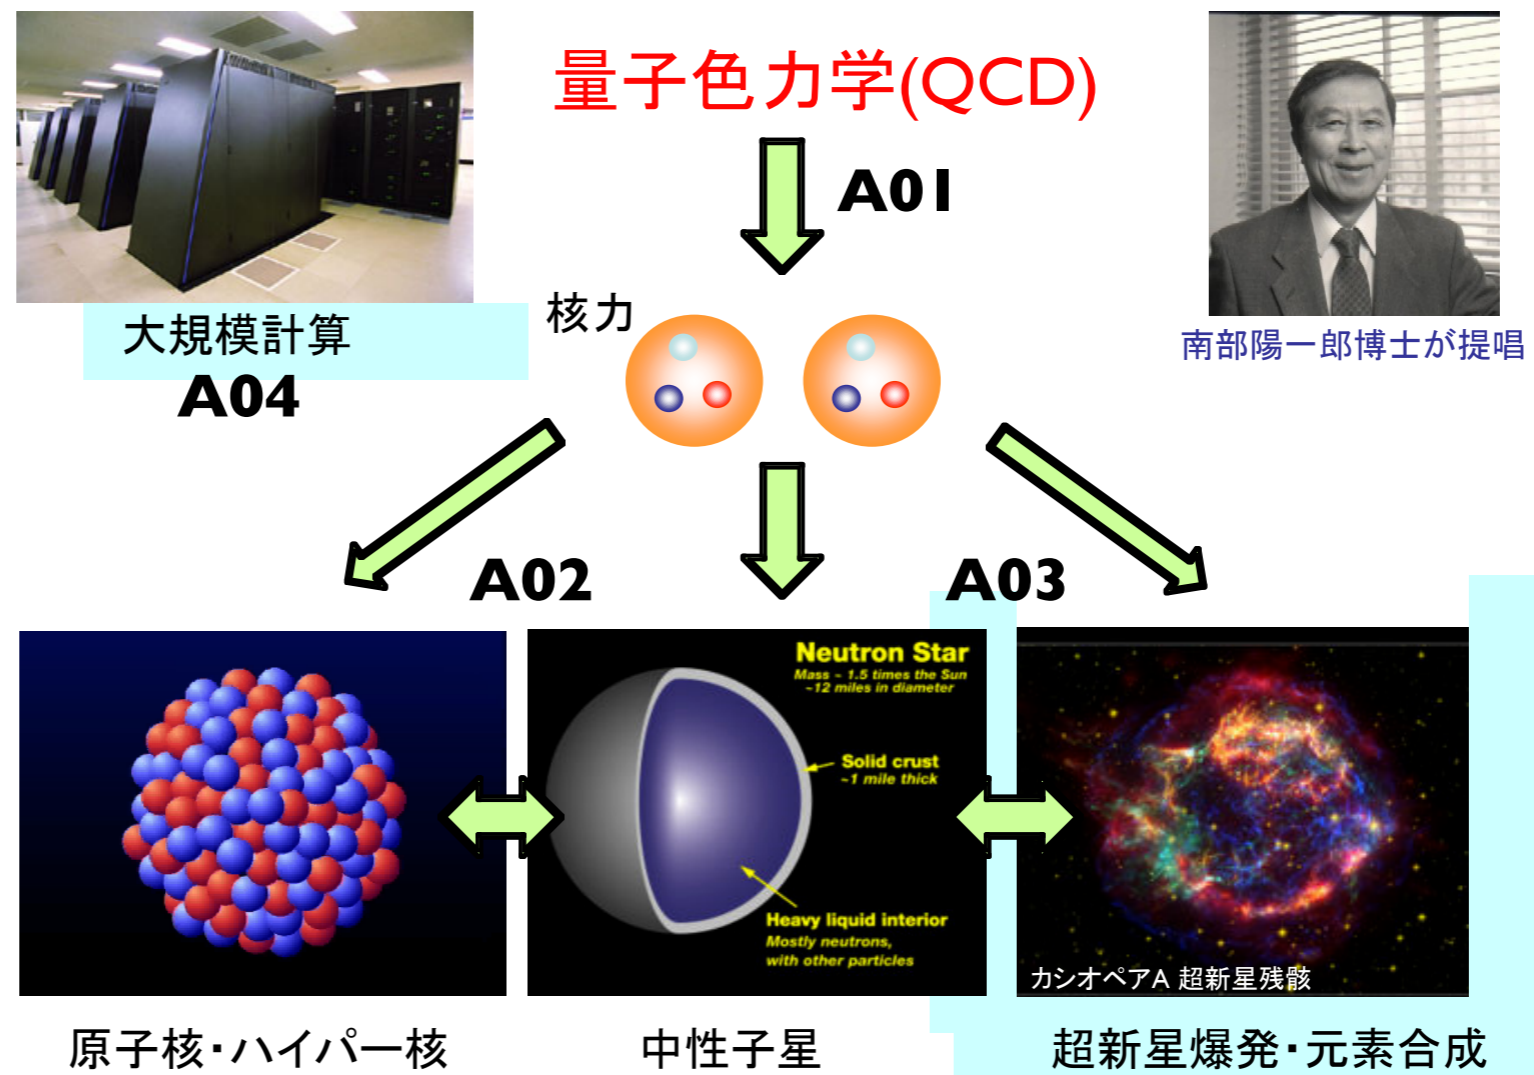 量子色力学(QCD)
A01
南部陽一郎博士が提唱
大規模計算
A04
核力
A02
A03
Neutron Star
Mass ~ 1.5 times the Sun
~12 miles in diameter
Solid crust
~1 mile thick
Heavy liquid interior
Mostly neutrons,
with other particles
カシオペアA 超新星残骸
原子核・ハイパー核
中性子星
超新星爆発・元素合成